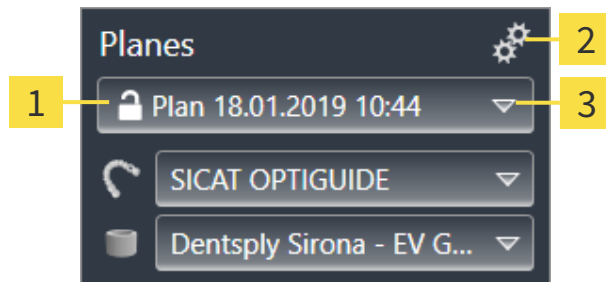 Planes
2
1
Plan 18.01.2019 10:44
3
SICAT OPTIGUIDE
Dentsply Sirona - EV G...